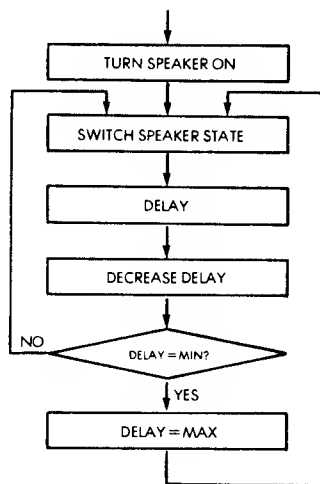 TURN SPEAKER ON
SWITCH SPEAKER STATE
DELAY
DECREASE DELAY
NO
DELAY = MIN?
YES
DELAY = MAX